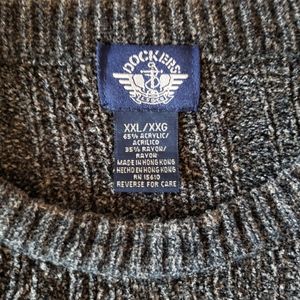 DOCKERS
XXL/XXG
65% ACRYLIC/
ACRILICO
35% RAYON/
RAYON
MADE IN HONG KONG
HECHO EN HONG KONG
RN 15610
REVERSE FOR CARE